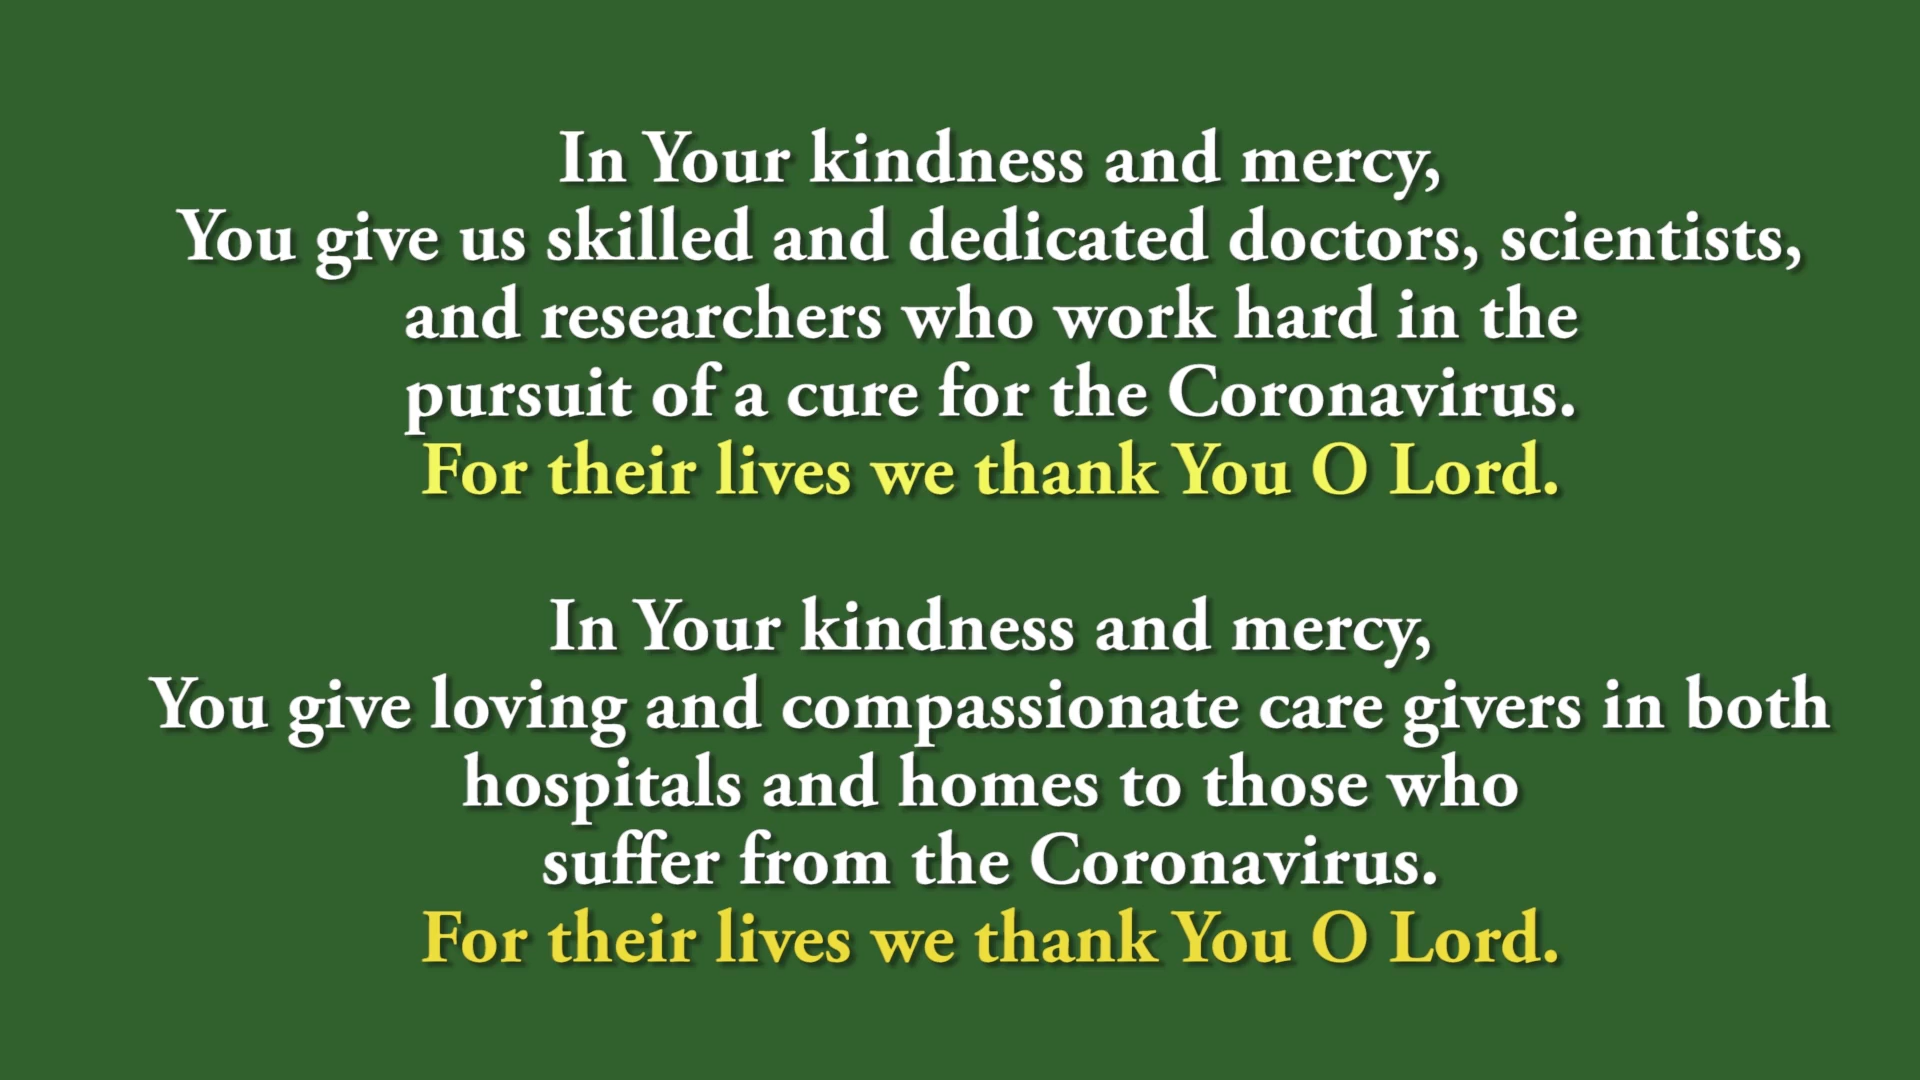 In Your kindness and mercy,
You give us skilled and dedicated doctors, scientists,
and researchers who work hard in the
pursuit of a cure for the Coronavirus.
For their lives we thank You O Lord.
In Your kindness and mercy,
You give loving and compassionate care givers in both
hospitals and homes to those who
suffer from the Coronavirus.
For their lives we thank You O Lord.